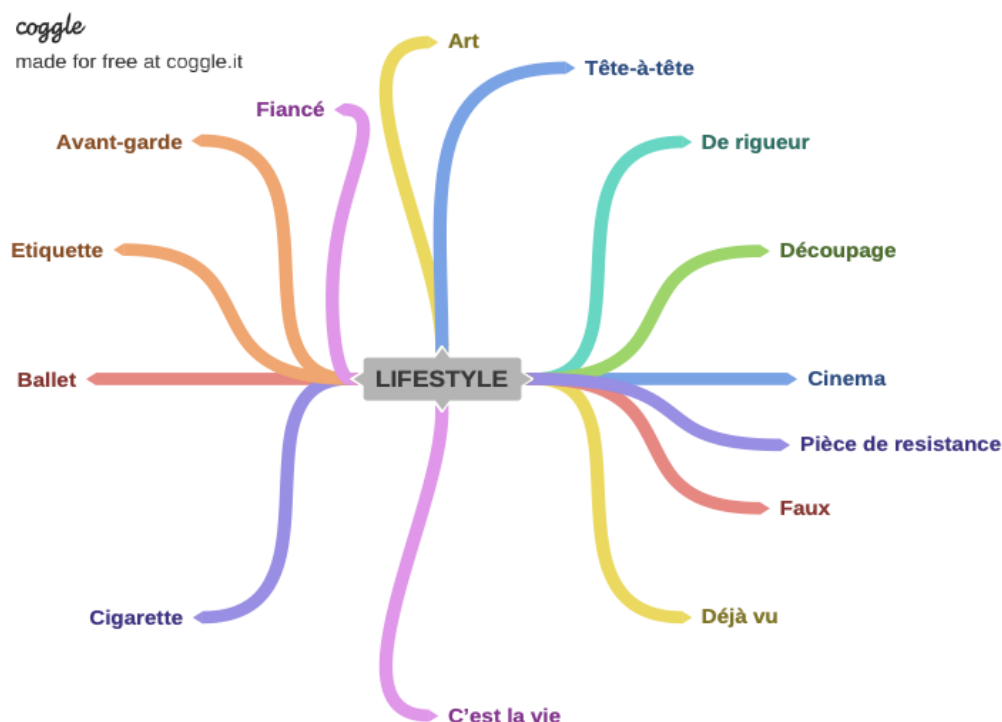 coggle
made for free at coggle.it
Art
Tête-à-tête
Fiancé
Avant-garde
De rigueur
Etiquette
Découpage
LIFESTYLE
Ballet
Cinema
Pièce de resistance
Faux
Cigarette
Déjà vu
C’est la vie